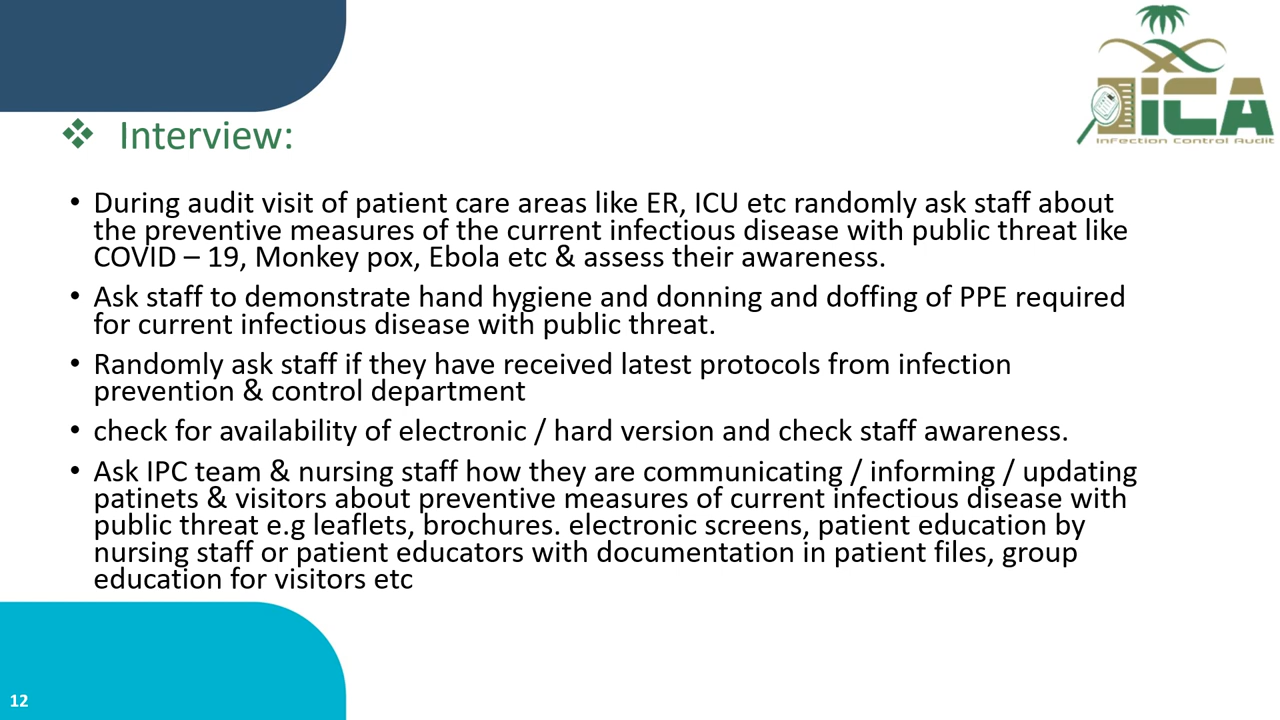 iCA
Infection Control Audit
❖ Interview:
• During audit visit of patient care areas like ER, ICU etc randomly ask staff about
the preventive measures of the current infectious disease with public threat like
COVID – 19, Monkey pox, Ebola etc & assess their awareness.
• Ask staff to demonstrate hand hygiene and donning and doffing of PPE required
for current infectious disease with public threat.
• Randomly ask staff if they have received latest protocols from infection
prevention & control department
• check for availability of electronic / hard version and check staff awareness.
• Ask IPC team & nursing staff how they are communicating / informing / updating
patinets & visitors about preventive measures of current infectious disease with
public threat e.g leaflets, brochures. electronic screens, patient education by
nursing staff or patient educators with documentation in patient files, group
education for visitors etc
12